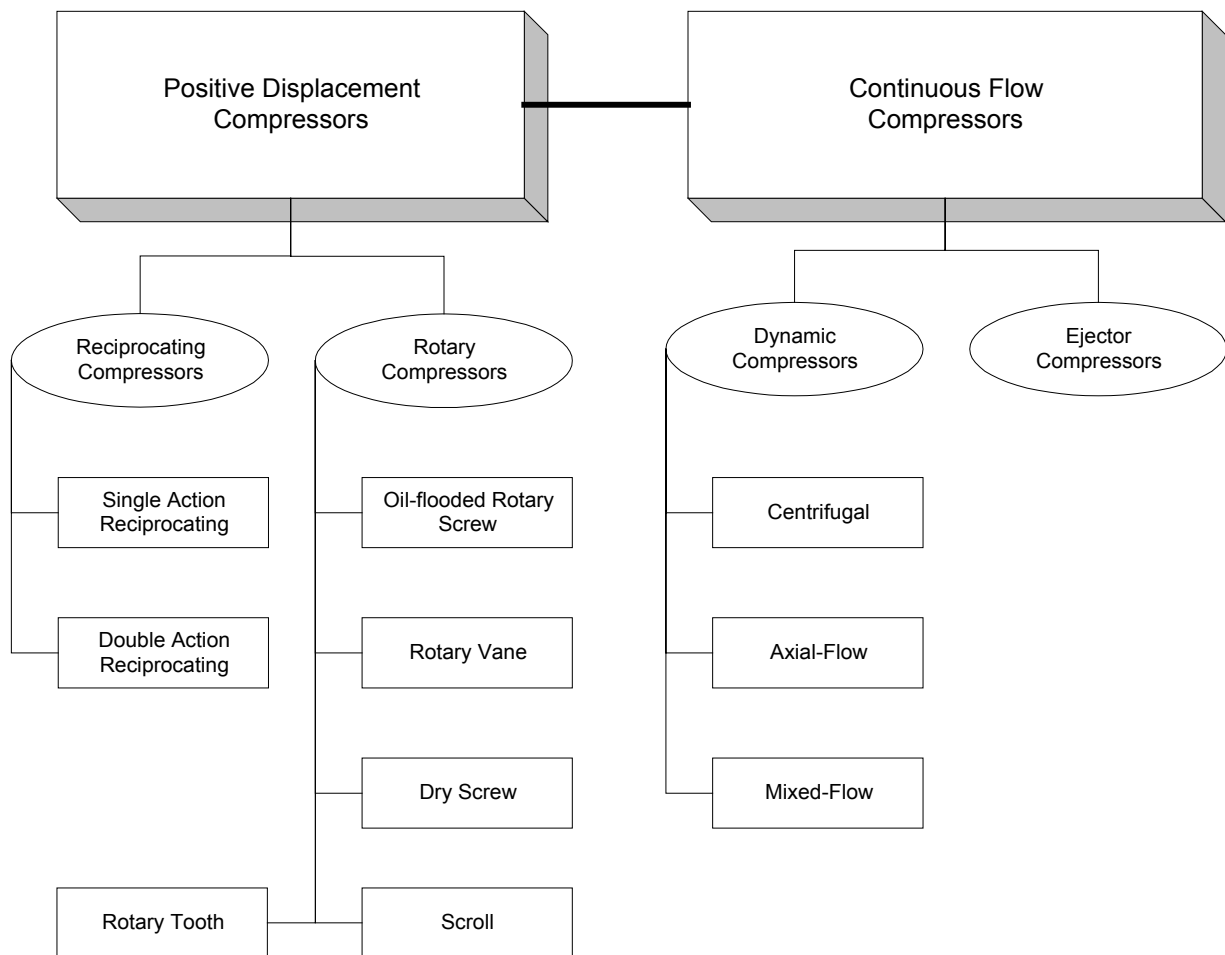 Positive Displacement
Compressors
Continuous Flow
Compressors
Reciprocating
Compressors
Rotary
Compressors
Dynamic
Compressors
Ejector
Compressors
Single Action
Reciprocating
Oil-flooded Rotary
Screw
Centrifugal
Double Action
Reciprocating
Rotary Vane
Axial-Flow
Dry Screw
Mixed-Flow
Rotary Tooth
Scroll